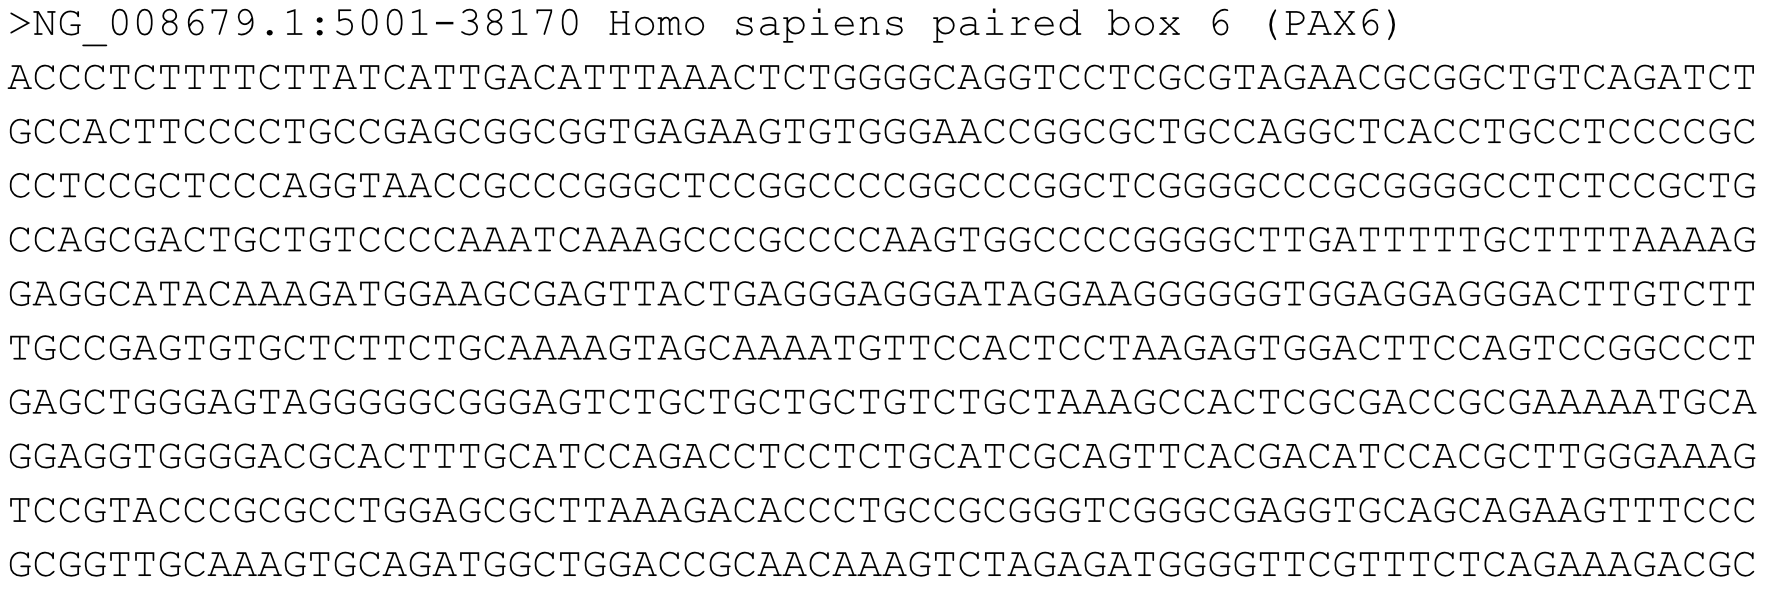 >NG_008679.1:5001-38170 Homo sapiens paired box 6 (PAX6)
ACCCTCTTTTCTTATCATTGACATTTAAACTCTGGGGCAGGTCCTCGCGTAGAACGCGGCTGTCAGATCT
GCCACTTCCCCTGCCGAGCGGCGGTGAGAAGTGTGGGAACCGGCGCTGCCAGGCTCACCTGCCTCCCCGC
CCTCCGCTCCCAGGTAACCGCCCGGGCTCCGGCCCCGGCCCGGCTCGGGGCCCGCGGGGCCTCTCCGCTG
CCAGCGACTGCTGTCCCCAAATCAAAGCCCGCCCCAAGTGGCCCCGGGGCTTGATTTTTGCTTTTAAAAG
GAGGCATACAAAGATGGAAGCGAGTTACTGAGGGAGGGATAGGAAGGGGGGTGGAGGAGGGACTTGTCTT
TGCCGAGTGTGCTCTTCTGCAAAAGTAGCAAAATGTTCCACTCCTAAGAGTGGACTTCCAGTCCGGCCCT
GAGCTGGGAGTAGGGGGCGGGAGTCTGCTGCTGCTGTCTGCTAAAGCCACTCGCGACCGCGAAAAATGCA
GGAGGTGGGGACGCACTTTGCATCCAGACCTCCTCTGCATCGCAGTTCACGACATCCACGCTTGGGAAAG
TCCGTACCCGCGCCTGGAGCGCTTAAAGACACCCTGCCGCGGGTCGGGCGAGGTGCAGCAGAAGTTTCCC
GCGGTTGCAAAGTGCAGATGGCTGGACCGCAACAAAGTCTAGAGATGGGGTTCGTTTCTCAGAAAGACGC